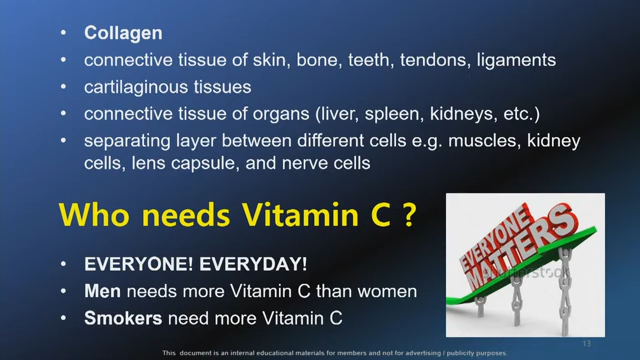 • Collagen
• connective tissue of skin, bone, teeth, tendons, ligaments
• cartilaginous tissues
• connective tissue of organs (liver, spleen, kidneys, etc.)
• separating layer between different cells e.g. muscles, kidney
cells, lens capsule, and nerve cells
Who needs Vitamin C ?
EVERYONE
MATTERS
• EVERYONE! EVERYDAY!
• Men needs more Vitamin C than women
• Smokers need more Vitamin C
13
This document is an internal educational materials for members and not for advertising / publicity purposes.